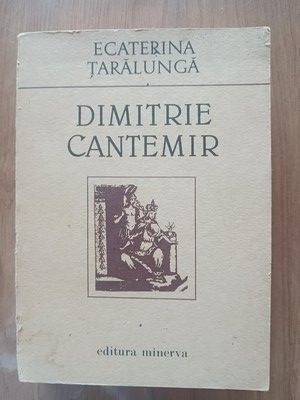 ECATERINA
ȚARĂLUNGĂ
DIMITRIE
CANTEMIR
editura minerva